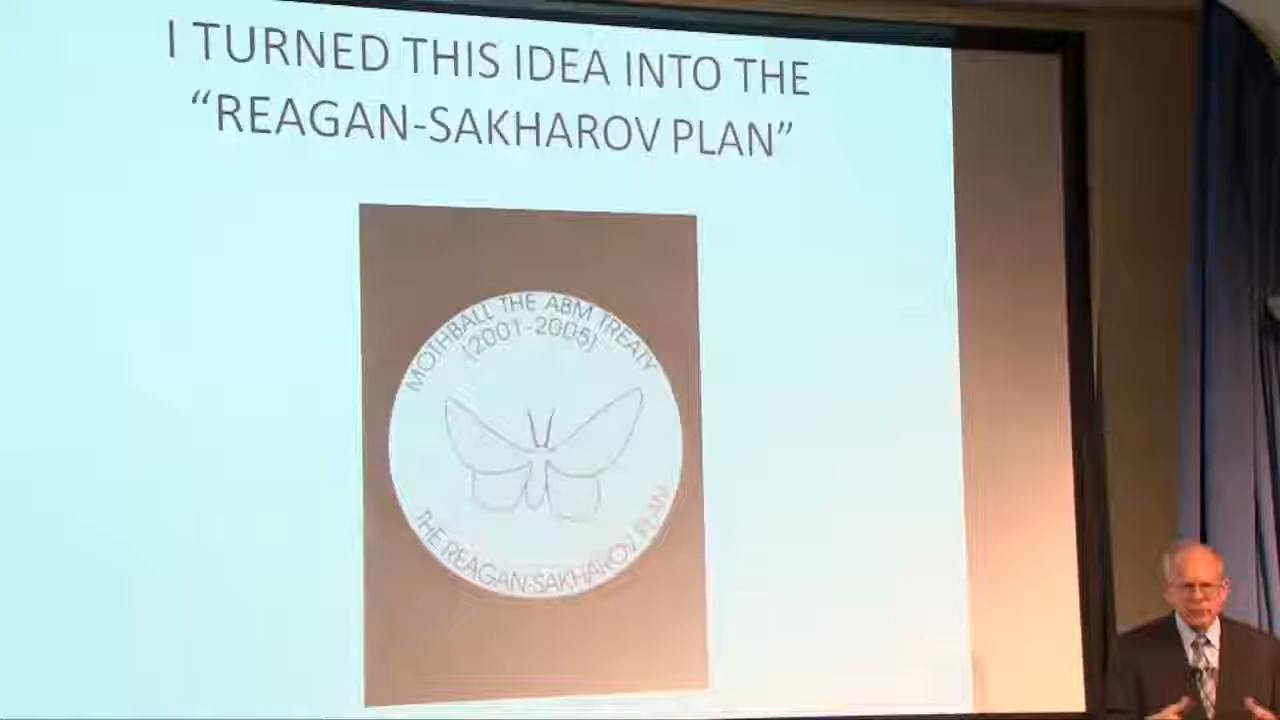 I TURNED THIS IDEA INTO THE
“REAGAN-SAKHAROV PLAN”
MOTHBALL THE ABM TREATY
(2001-2005)
THE REAGAN-SAKHAROV PLAN